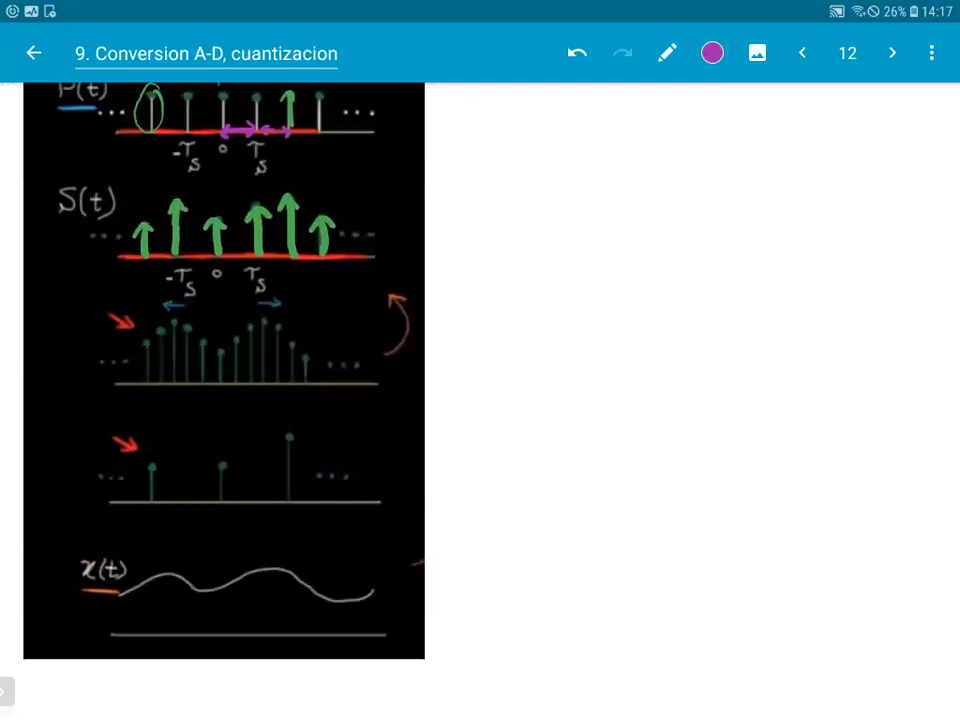 26% 14:17
9. Conversion A-D, cuantizacion
12
P(t)
-Ts 0 Ts
S(t)
-Ts 0 Ts
x(t)